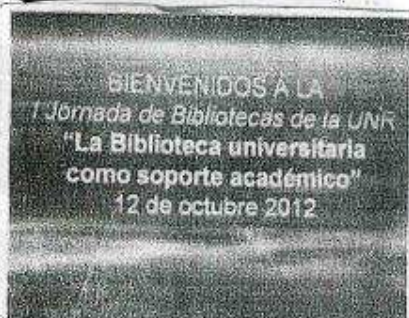 BIENVENIDOS A LA
I Jornada de Bibliotecas de la UNR
"La Biblioteca universitaria
como soporte académico"
12 de octubre 2012